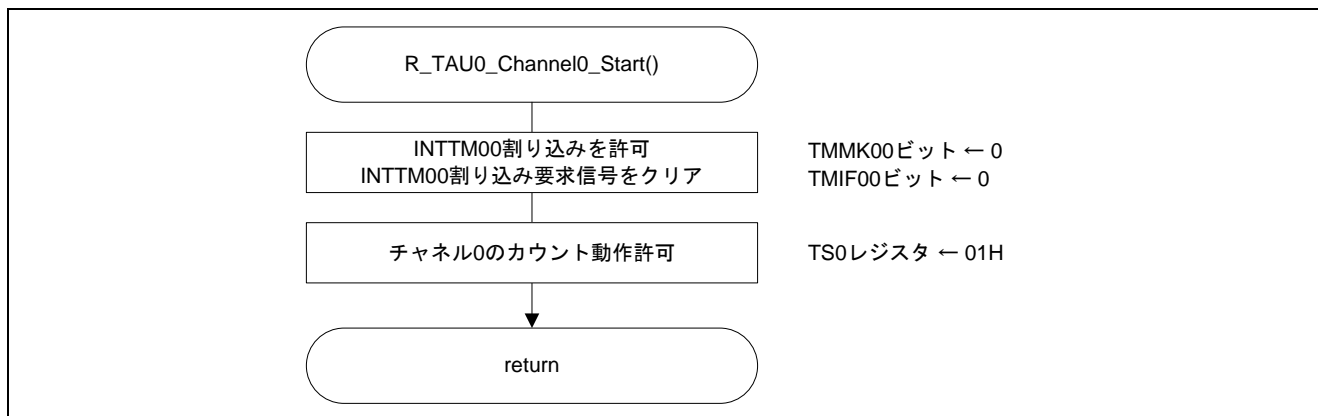 R_TAU0_Channel0_Start()
INTTM00割り込みを許可
INTTM00割り込み要求信号をクリア
TMMK00ビット ← 0
TMIF00ビット ← 0
チャネル0のカウント動作許可
TS0レジスタ ← 01H
return